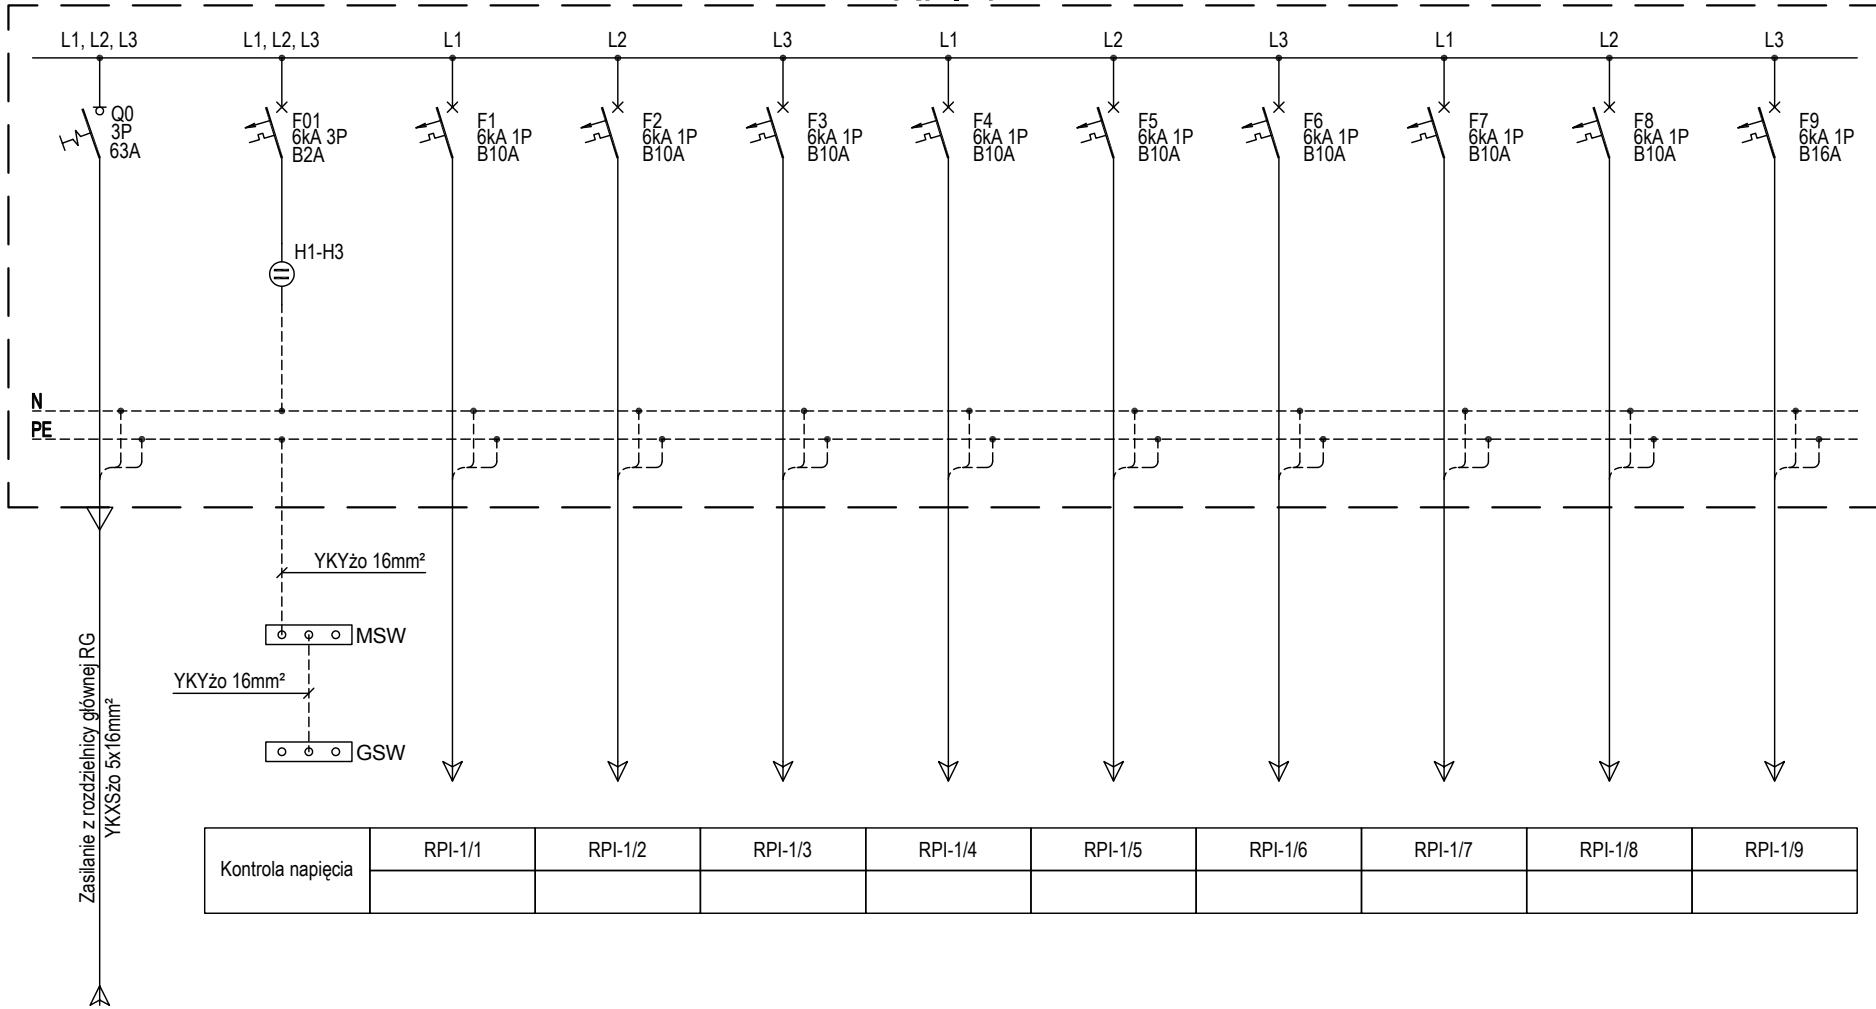 L1, L2, L3
L1, L2, L3
L1
L2
L3
L1
L2
L3
L1
L2
L3
Q0
3P
63A
F01
6kA 3P
B2A
F1
6kA 1P
B10A
F2
6kA 1P
B10A
F3
6kA 1P
B10A
F4
6kA 1P
B10A
F5
6kA 1P
B10A
F6
6kA 1P
B10A
F7
6kA 1P
B10A
F8
6kA 1P
B10A
F9
6kA 1P
B16A
H1-H3
N
PE
YKYżo 16mm²
MSW
YKYżo 16mm²
GSW
Zasilanie z rozdzielnicy głównej RG
YKXSżo 5x16mm²
Kontrola napięcia
RPI-1/1
RPI-1/2
RPI-1/3
RPI-1/4
RPI-1/5
RPI-1/6
RPI-1/7
RPI-1/8
RPI-1/9